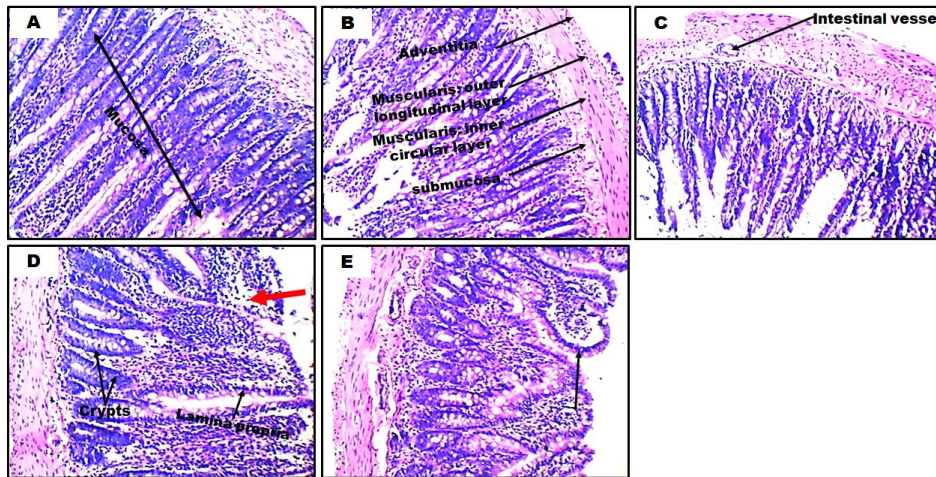 A
Mucosa
B
Adventitia
Muscularis: outer
longitudinal layer
Muscularis: inner
circular layer
submucosa
C
Intestinal vesse
D
Crypts
Lamina propria
E